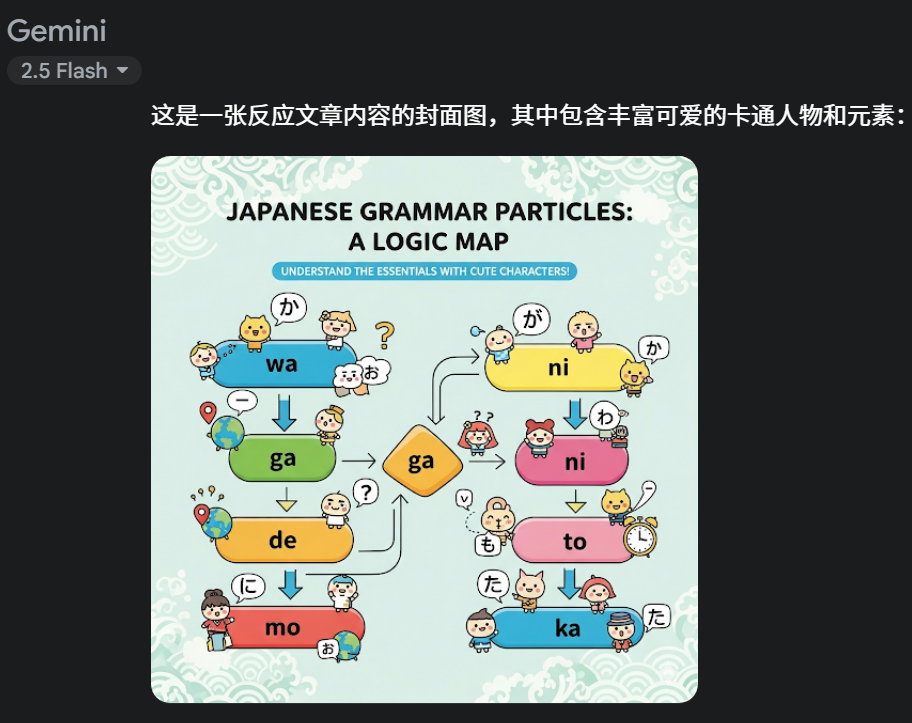 Gemini
2.5 Flash
这是一张反应文章内容的封面图，其中包含丰富可爱的卡通人物和元素：
JAPANESE GRAMMAR PARTICLES:
A LOGIC MAP
UNDERSTAND THE ESSENTIALS WITH CUTE CHARACTERS!
か
?
wa
お
が
ni
か
ー
ga
ga
? ?
わ
ni
?
de
v
も
to
に
mo
お
た
ka
た